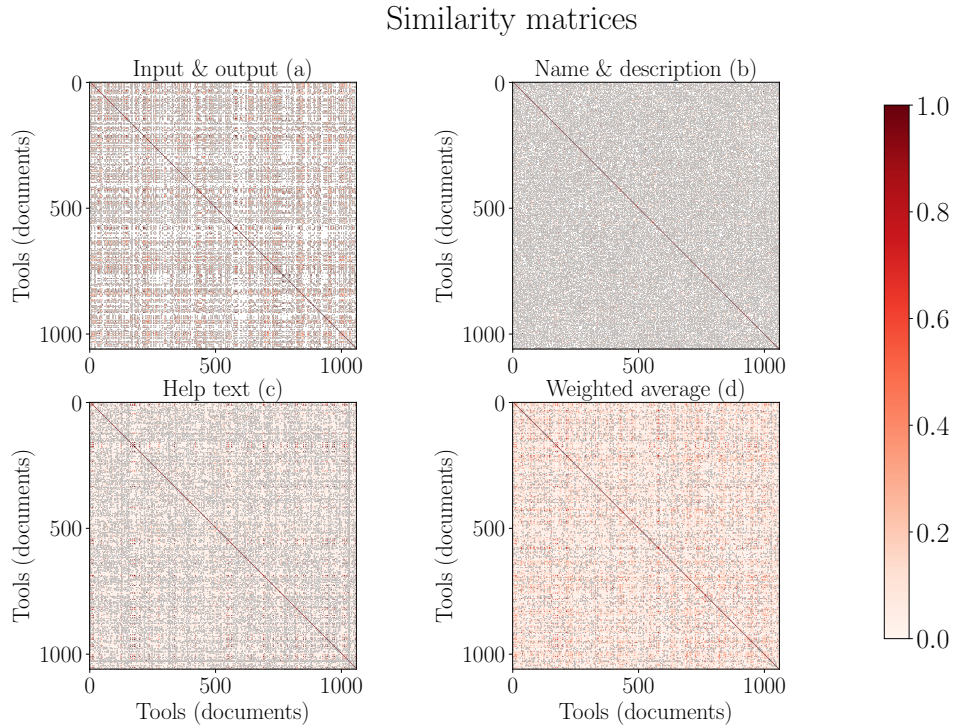 Similarity matrices
Input & output (a)
Name & description (b)
0
500
1000
Tools (documents)
0
500
1000
0
500
1000
Tools (documents)
0
500
1000
Help text (c)
Weighted average (d)
0
500
1000
Tools (documents)
0
500
1000
Tools (documents)
0
500
1000
Tools (documents)
0
500
1000
Tools (documents)
1.0
0.8
0.6
0.4
0.2
0.0